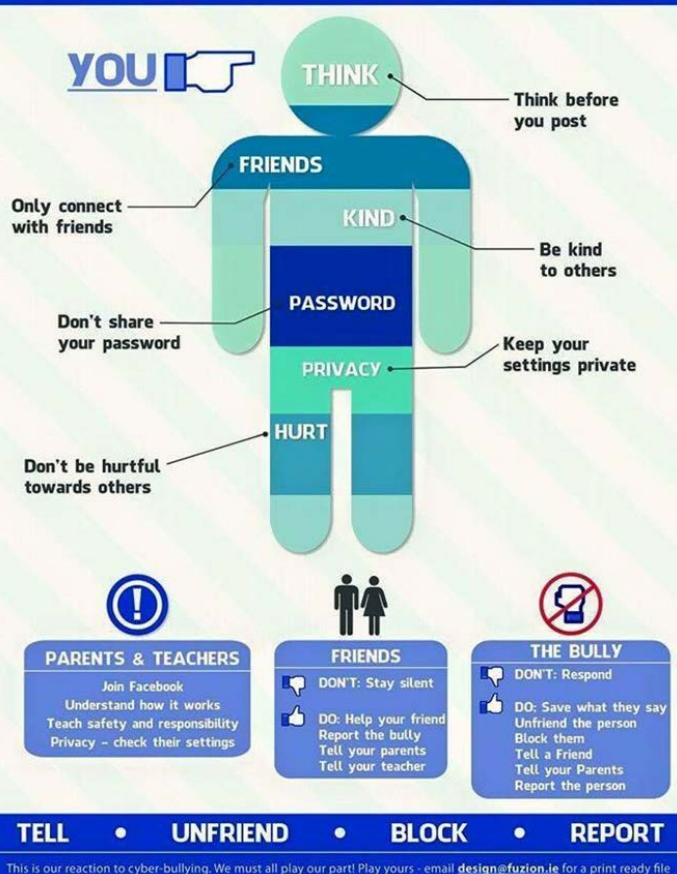 YOU
THINK
Think before
you post
FRIENDS
Only connect
with friends
KIND
Be kind
to others
PASSWORD
Don't share
your password
PRIVACY
Keep your
settings private
HURT
Don't be hurtful
towards others
PARENTS & TEACHERS
Join Facebook
Understand how it works
Teach safety and responsibility
Privacy – check their settings
FRIENDS
DON'T: Stay silent
DO: Help your friend
Report the bully
Tell your parents
Tell your teacher
THE BULLY
DON'T: Respond
DO: Save what they say
Unfriend the person
Block them
Tell a Friend
Tell your Parents
Report the person
TELL • UNFRIEND • BLOCK • REPORT
This is our reaction to cyber-bullying. We must all play our part! Play yours - email design@fuzion.ie for a print ready file